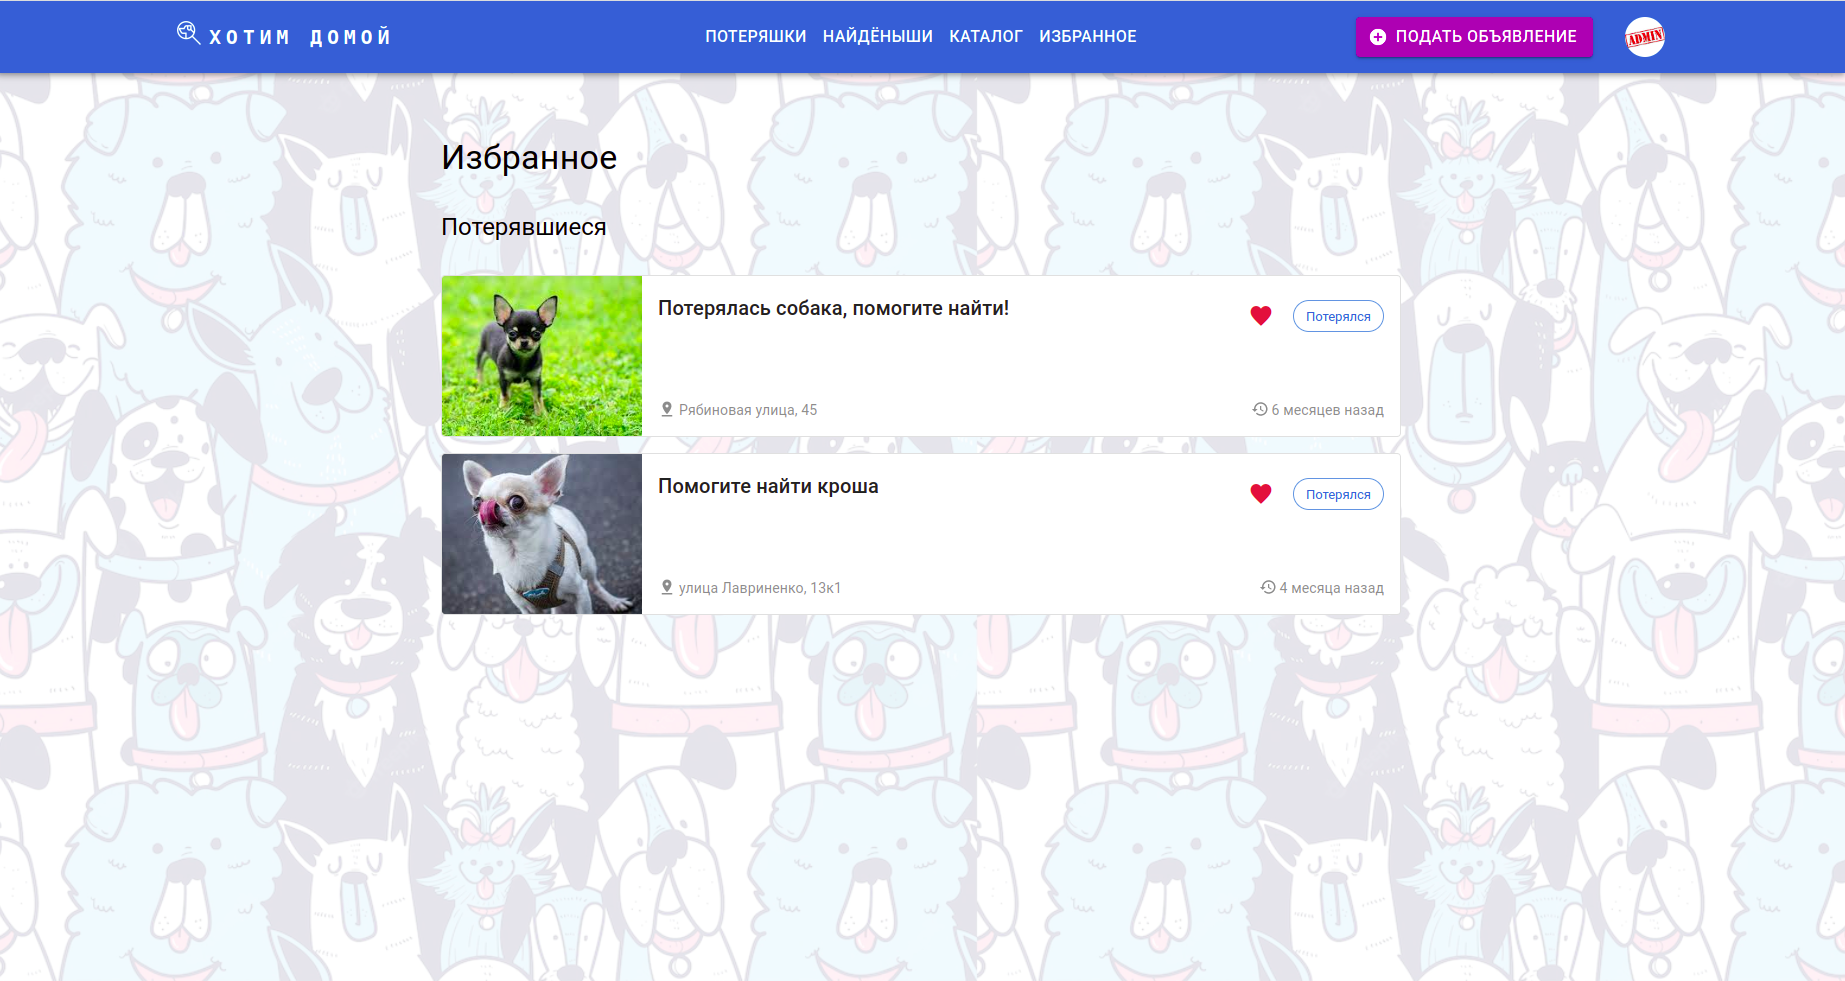 ХОТИМ ДОМОЙ
ПОТЕРЯШКИ НАЙДЁНЫШИ КАТАЛОГ ИЗБРАННОЕ
ПОДАТЬ ОБЪЯВЛЕНИЕ
ADMIN
Избранное
Потерявшиеся
Потерялась собака, помогите найти!
Потерялся
Рябиновая улица, 45
6 месяцев назад
Помогите найти кроша
Потерялся
улица Лавриненко, 13к1
4 месяца назад